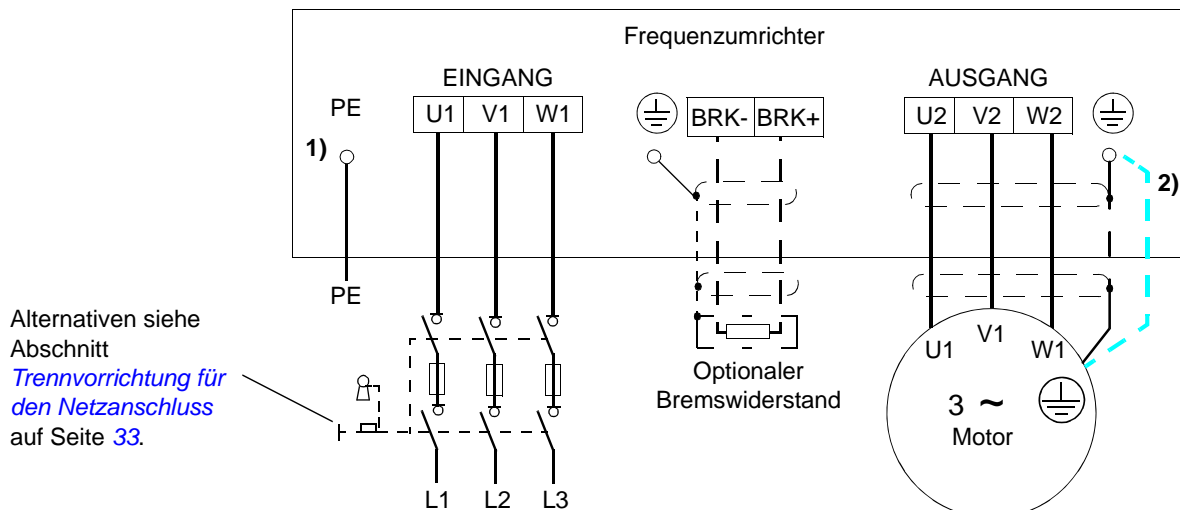 Frequenzumrichter
EINGANG
AUSGANG
PE
U1 V1 W1
BRK- BRK+
U2 V2 W2
1)
2)
PE
Alternativen siehe
Abschnitt
Trennvorrichtung für
den Netzanschluss
auf Seite 33.
Optionaler
Bremswiderstand
U1 V1 W1
3 ~
Motor
L1 L2 L3